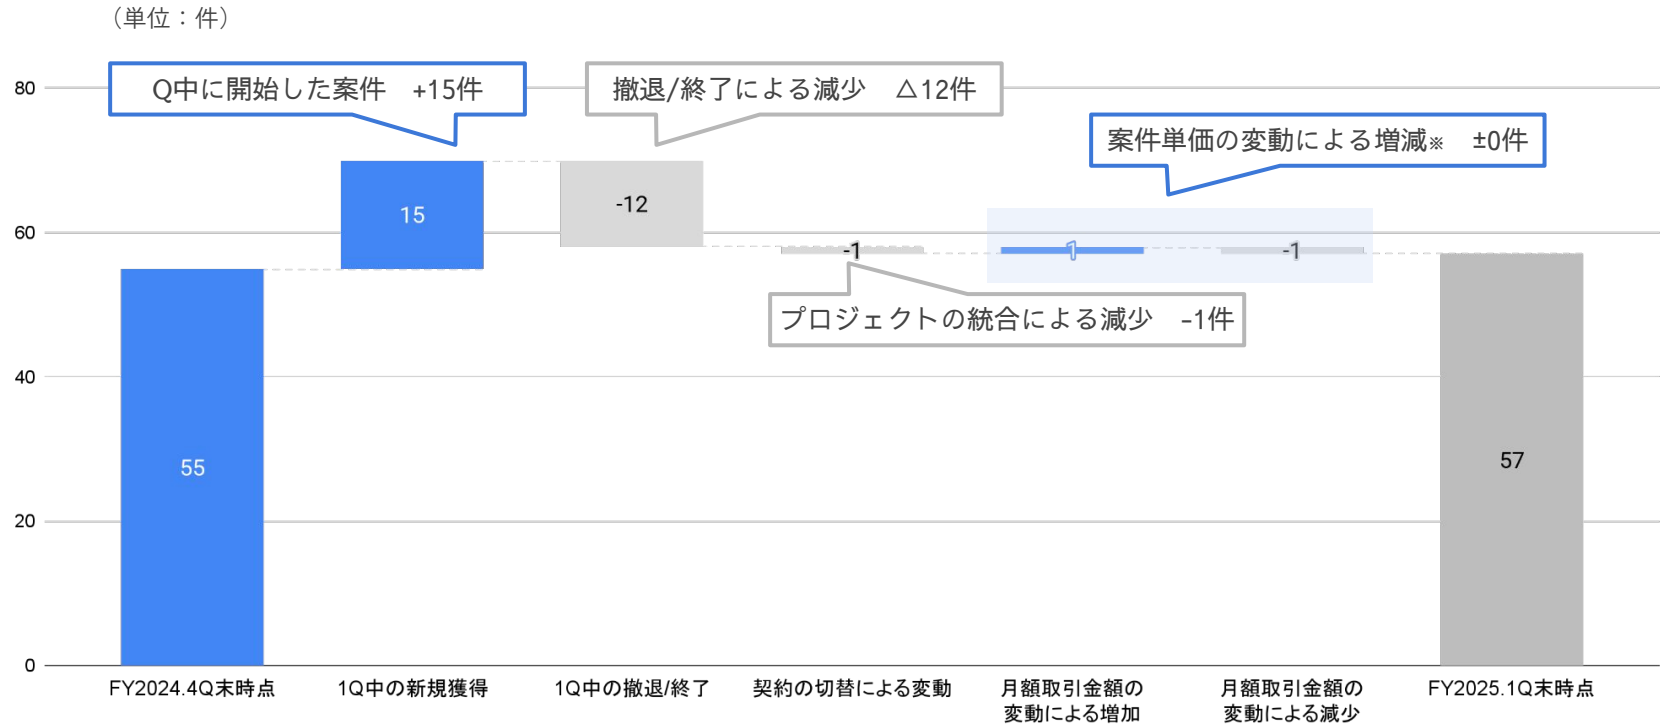 （単位：件）
Q中に開始した案件　+15件
撤退/終了による減少　△12件
案件単価の変動による増減※　±0件
プロジェクトの統合による減少　-1件
80
60
40
20
0
55
15
-12
-1
1
-1
57
FY2024.4Q末時点
1Q中の新規獲得
1Q中の撤退/終了
契約の切替による変動
月額取引金額の
変動による増加
月額取引金額の
変動による減少
FY2025.1Q末時点